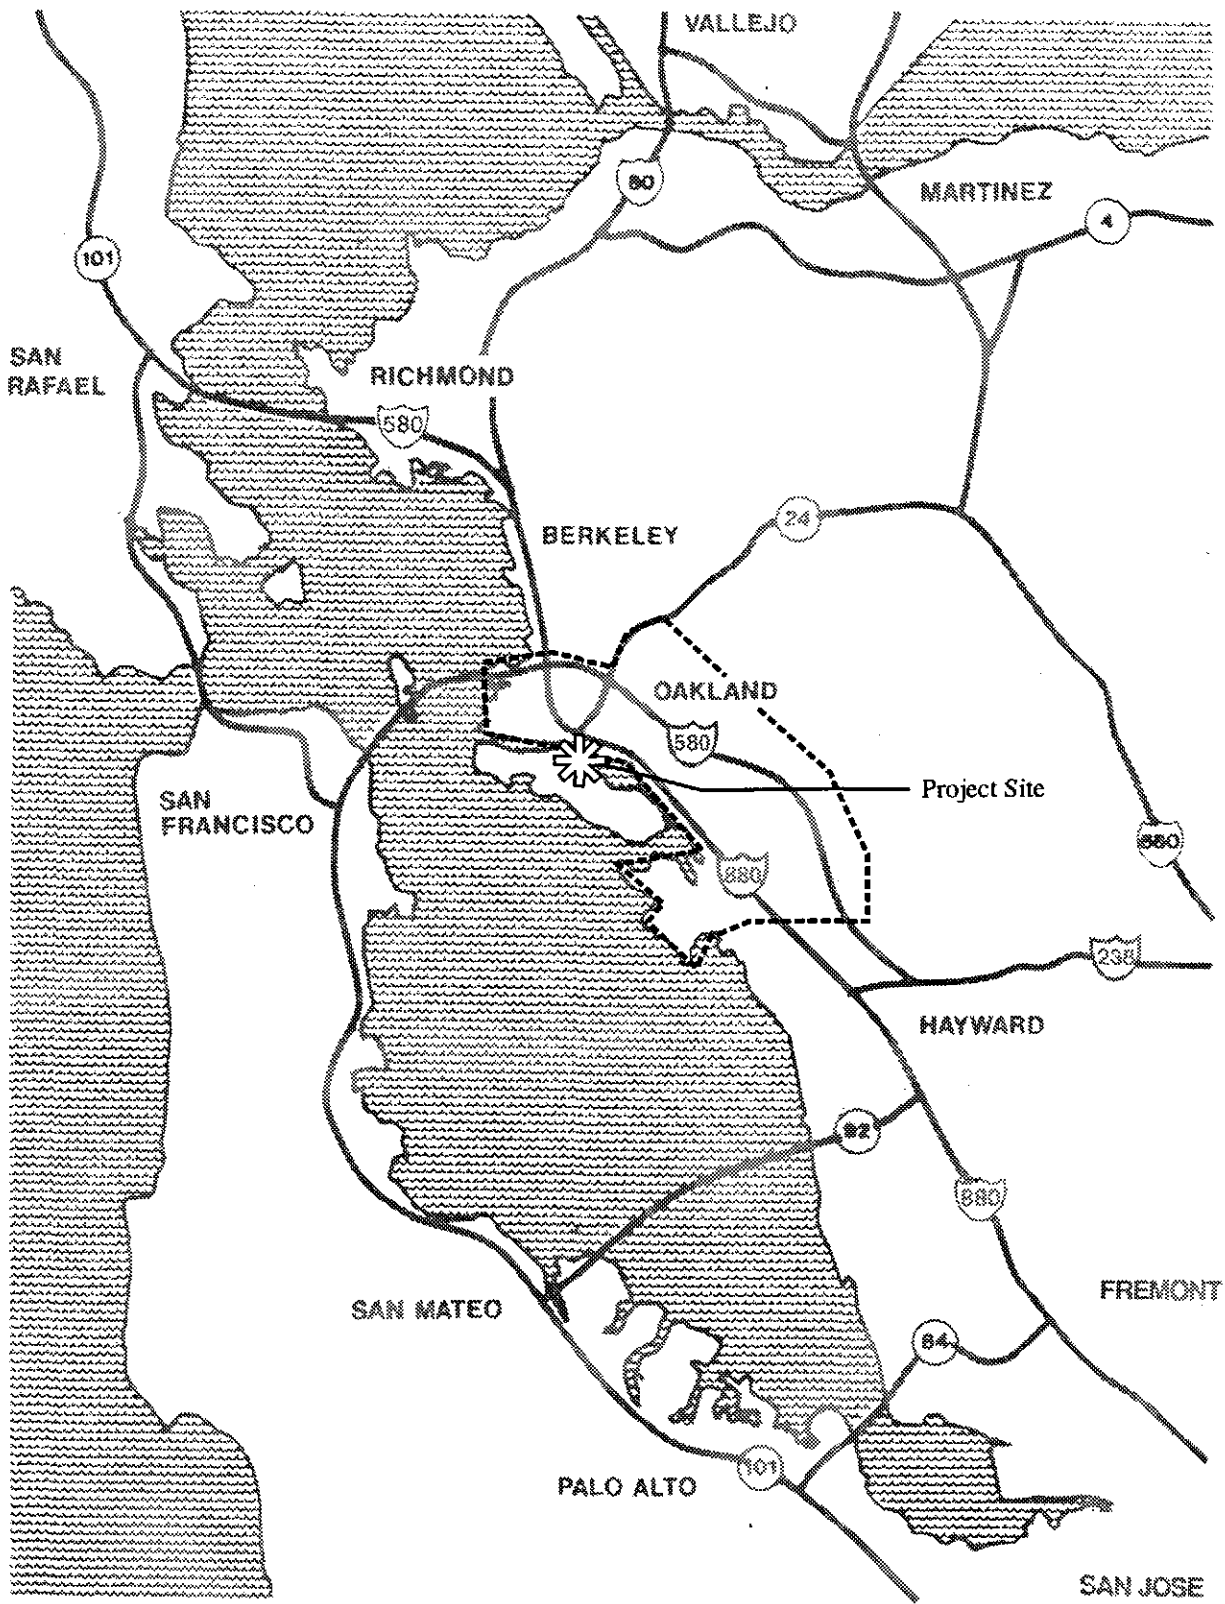 VALLEJO
80
MARTINEZ
4
101
SAN
RAFAEL
RICHMOND
580
24
BERKELEY
OAKLAND
580
Project Site
SAN
FRANCISCO
880
238
HAYWARD
92
880
FREMONT
SAN MATEO
84
101
PALO ALTO
SAN JOSE